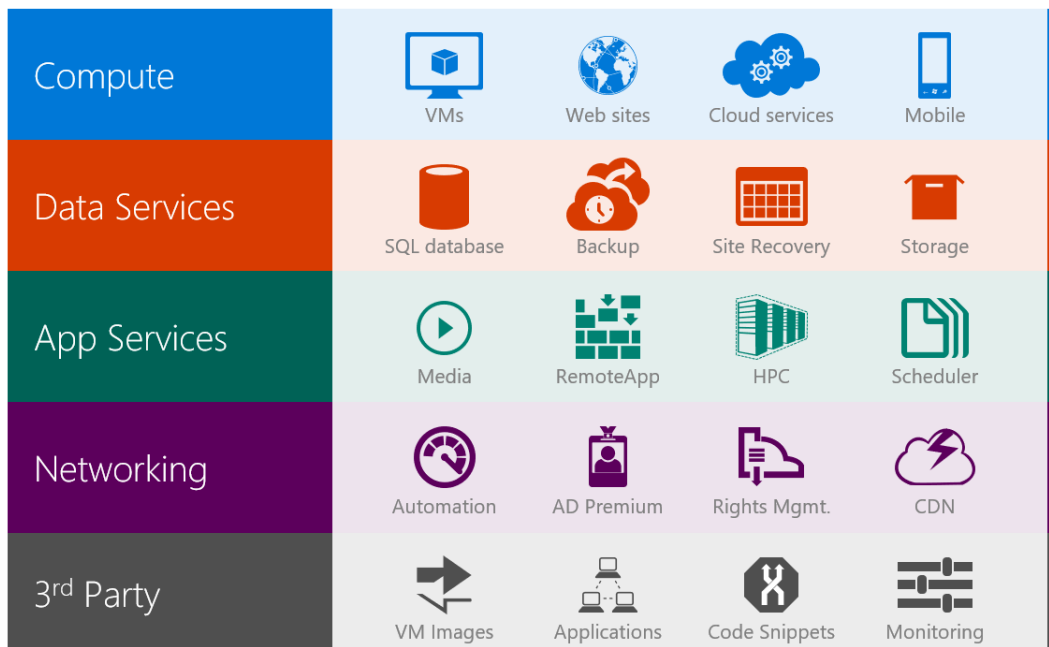 Compute
VMs
Web sites
Cloud services
Mobile
Data Services
SQL database
Backup
Site Recovery
Storage
App Services
Media
RemoteApp
HPC
Scheduler
Networking
Automation
AD Premium
Rights Mgmt.
CDN
3rd Party
VM Images
Applications
Code Snippets
Monitoring